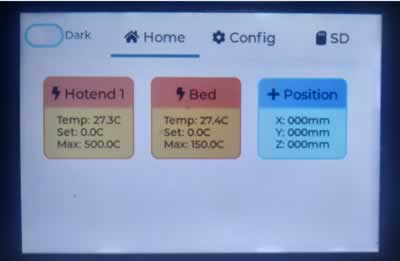 Dark
Home
Config
SD
Hotend 1
Temp: 27.3C
Set: 0.0C
Max: 500.0C
Bed
Temp: 27.4C
Set: 0.0C
Max: 150.0C
Position
X: 000mm
Y: 000mm
Z: 000mm